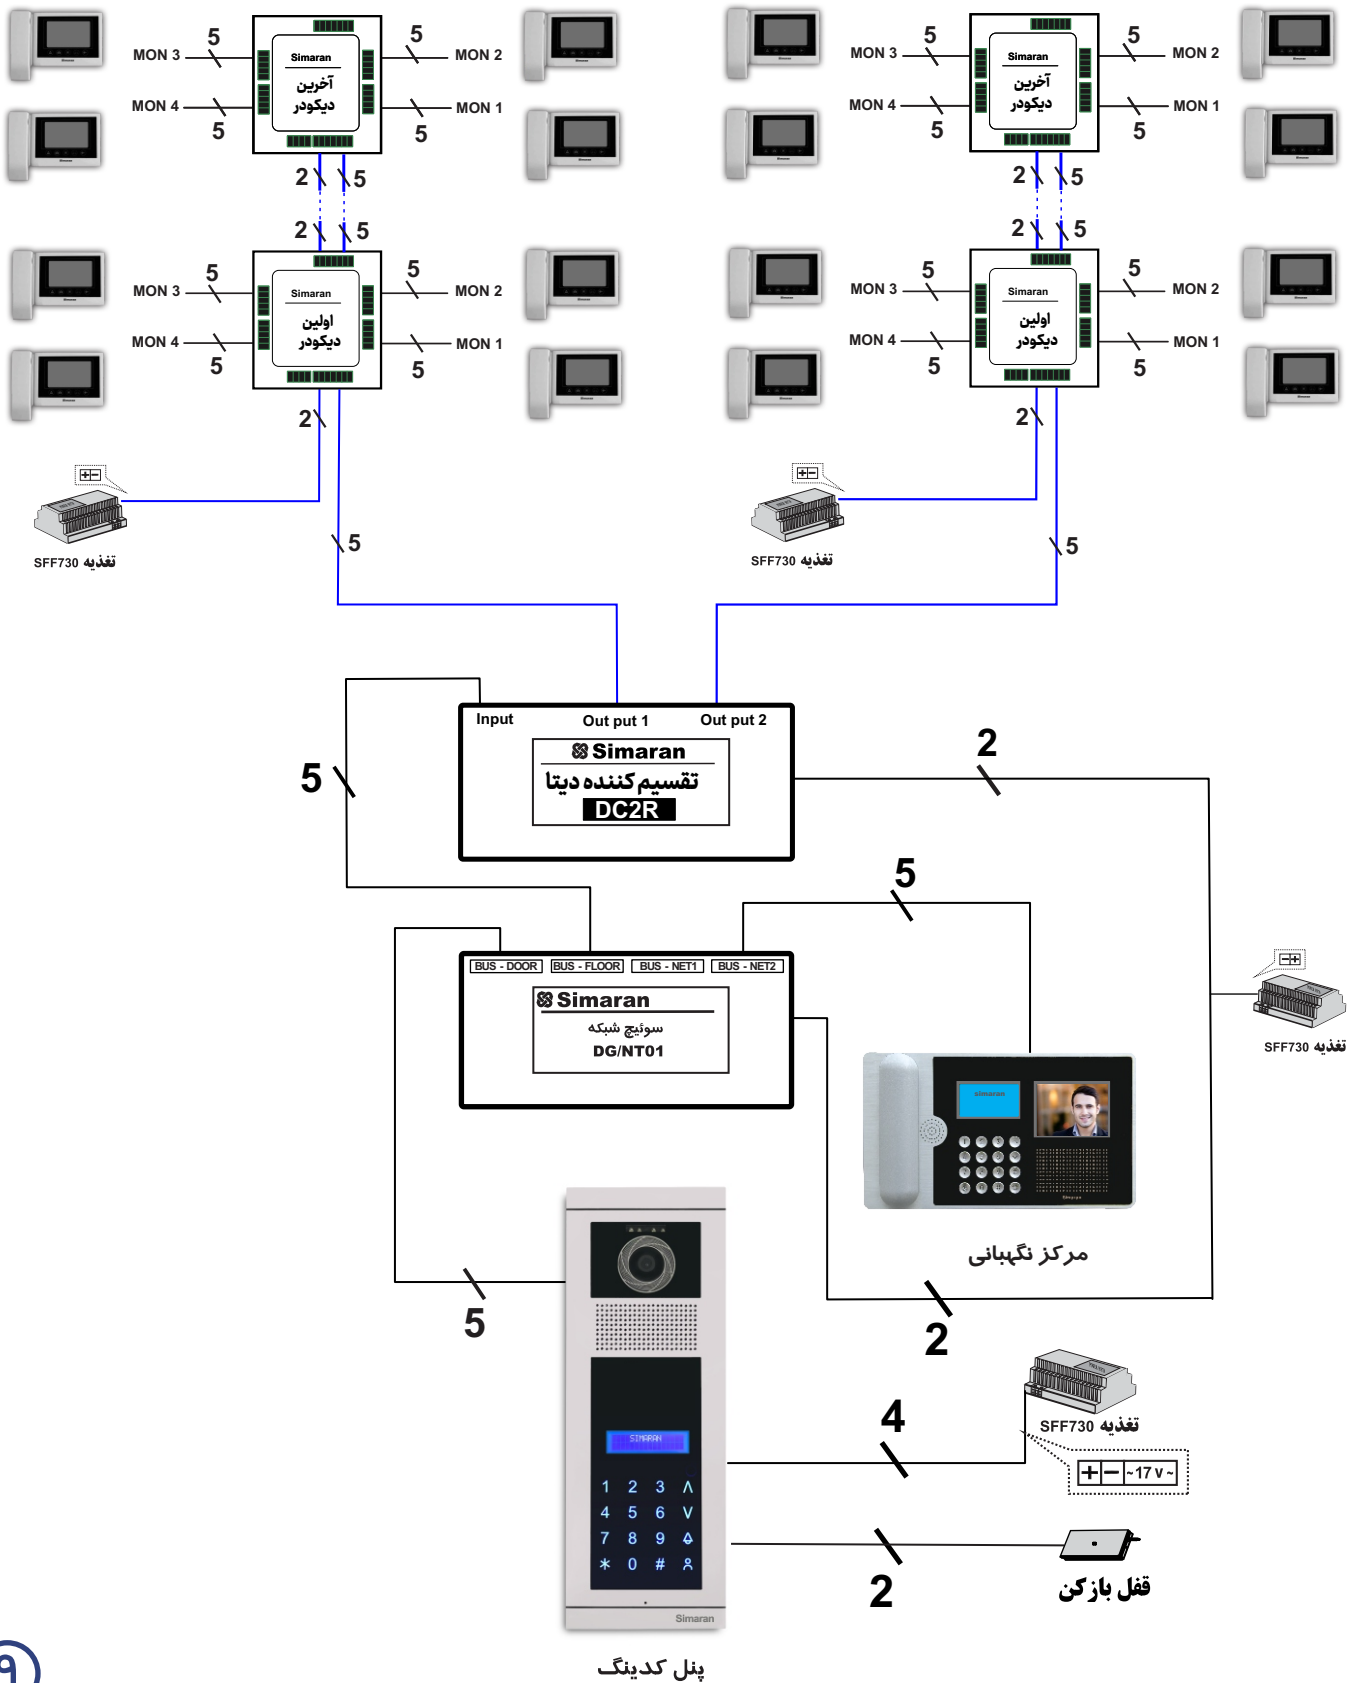 5
5
5
5
MON 3
MON 2
MON 3
MON 2
Simaran
Simaran
آخرین
دیکودر
آخرین
دیکودر
MON 4
MON 1
MON 4
MON 1
5
5
5
5
2
5
2
5
2
5
2
5
5
5
5
5
MON 3
MON 2
MON 3
MON 2
Simaran
Simaran
اولین
دیکودر
اولین
دیکودر
MON 4
MON 1
MON 4
MON 1
5
5
5
5
2
2
+ −
+ −
5
5
تغذیه SFF730
تغذیه SFF730
Input
Out put 1
Out put 2
2
5
Simaran
تقسیم کننده دیتا
DC2R
5
BUS - DOOR
BUS - FLOOR
BUS - NET1
BUS - NET2
− +
Simaran
سوئیچ شبکه
DG/NT01
تغذیه SFF730
simaran
مرکز نگهبانی
5
2
4
تغذیه SFF730
SIMARAN
+ − ~17 v ~
1 2 3 Λ
4 5 6 V
7 8 9
* 0 #
2
قفل بازکن
Simaran
پنل کدینگ
۹